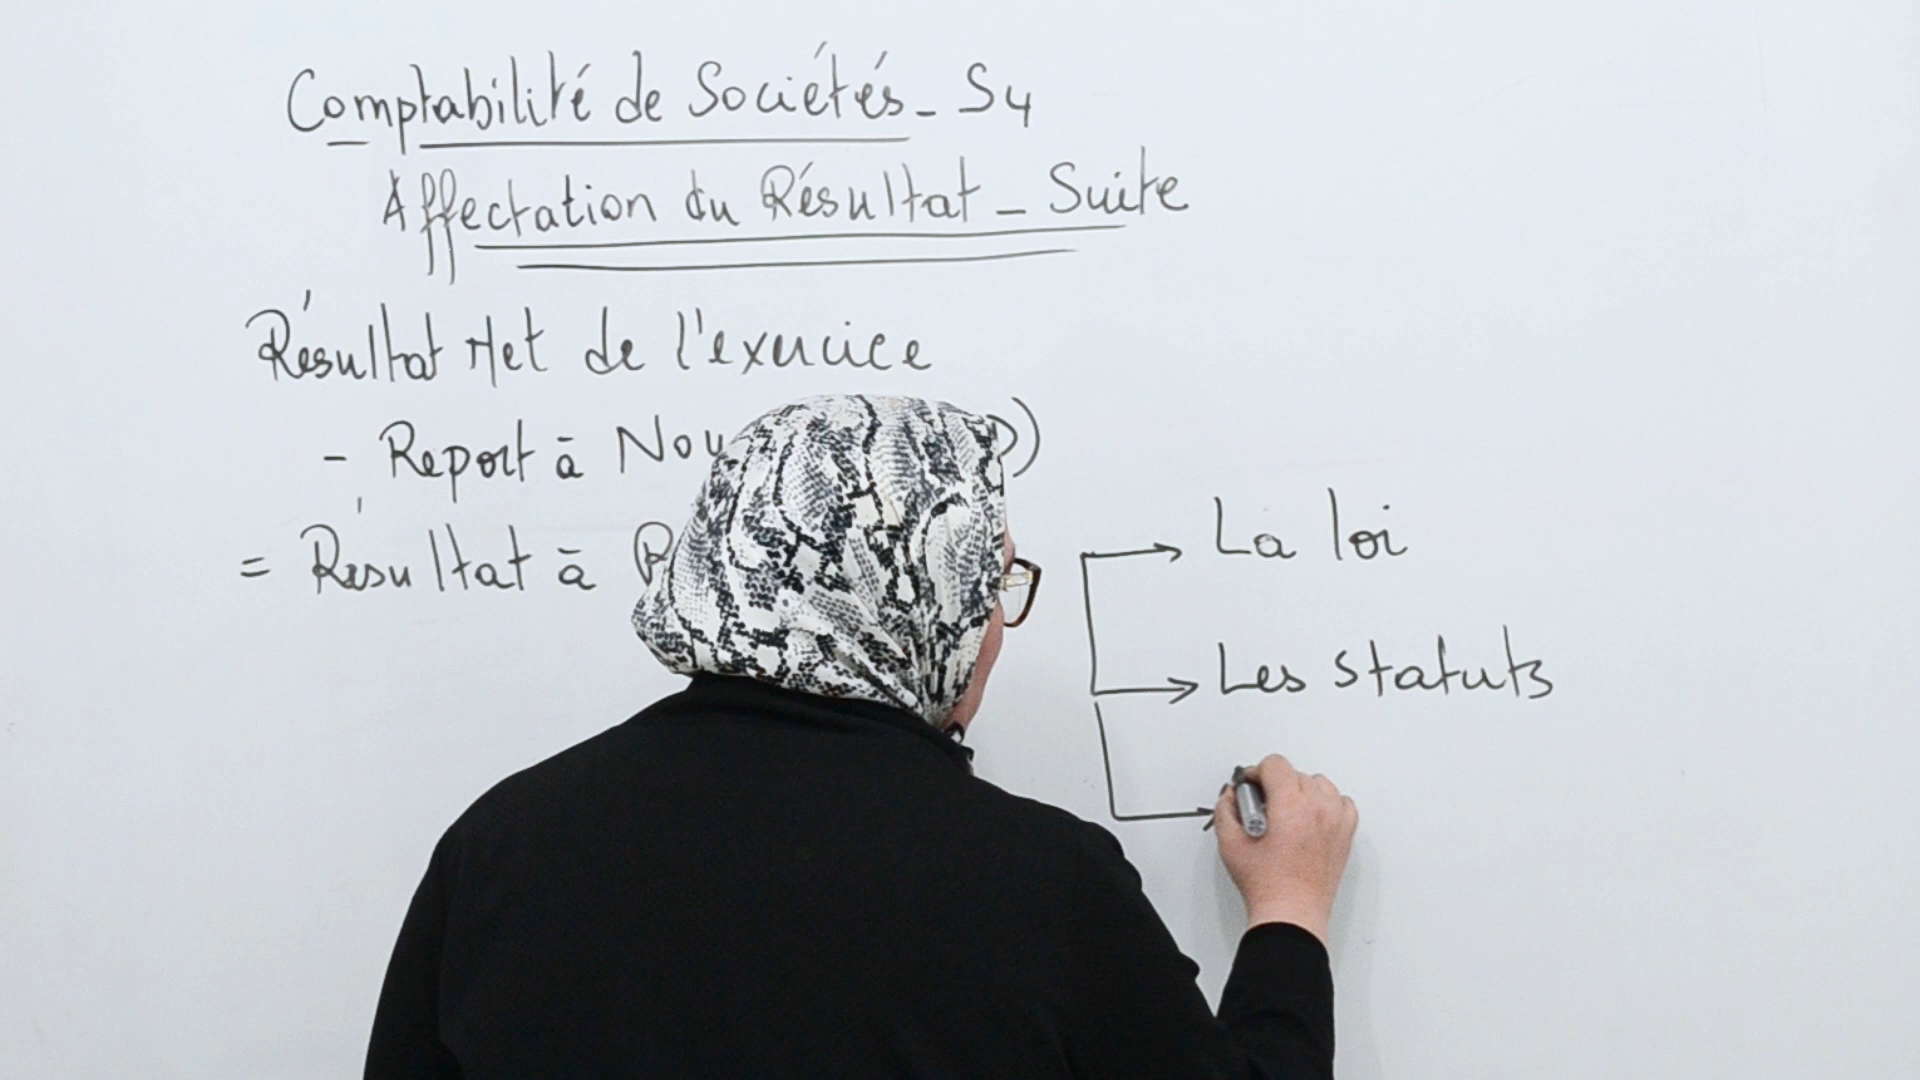 Comptabilité de Sociétés - S4
Affectation du Résultat - Suite
Résultat Net de l'exercice
- Report à
= Résultat à
La loi
Les statuts